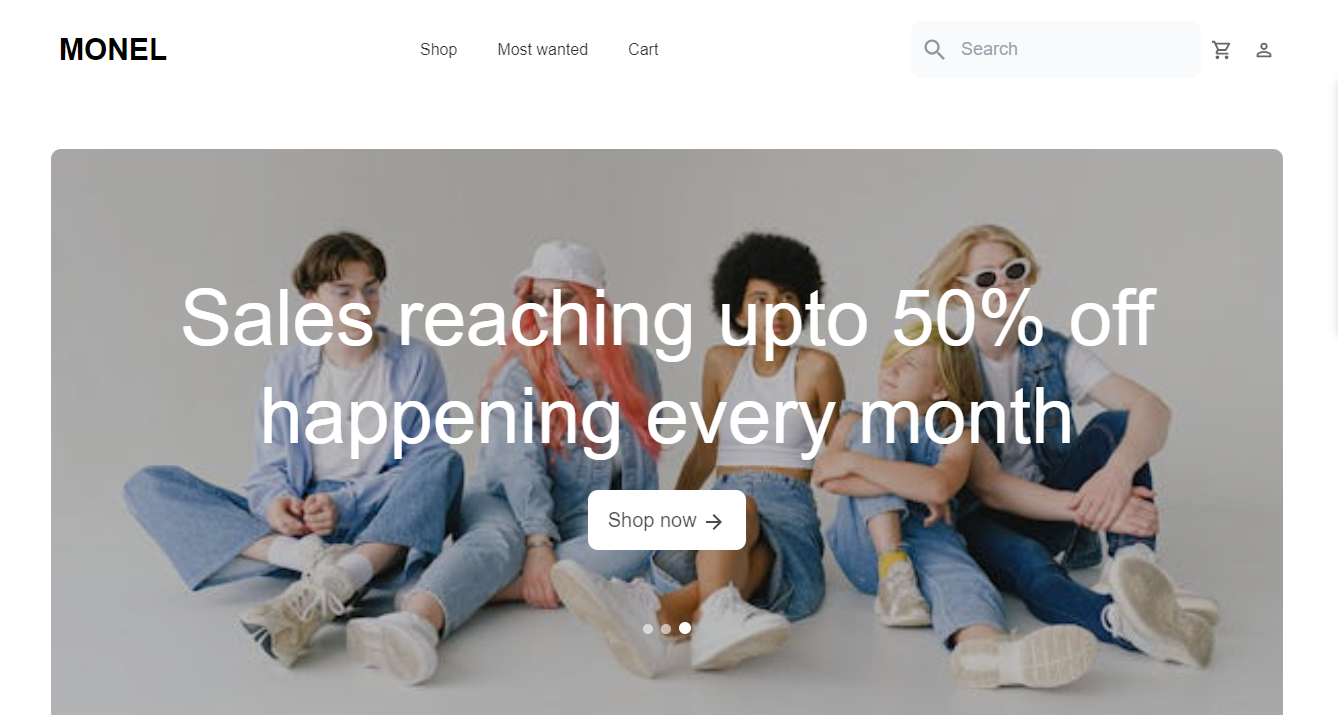 MONEL
Shop
Most wanted
Cart
Search
Sales reaching upto 50% off
happening every month
Shop now